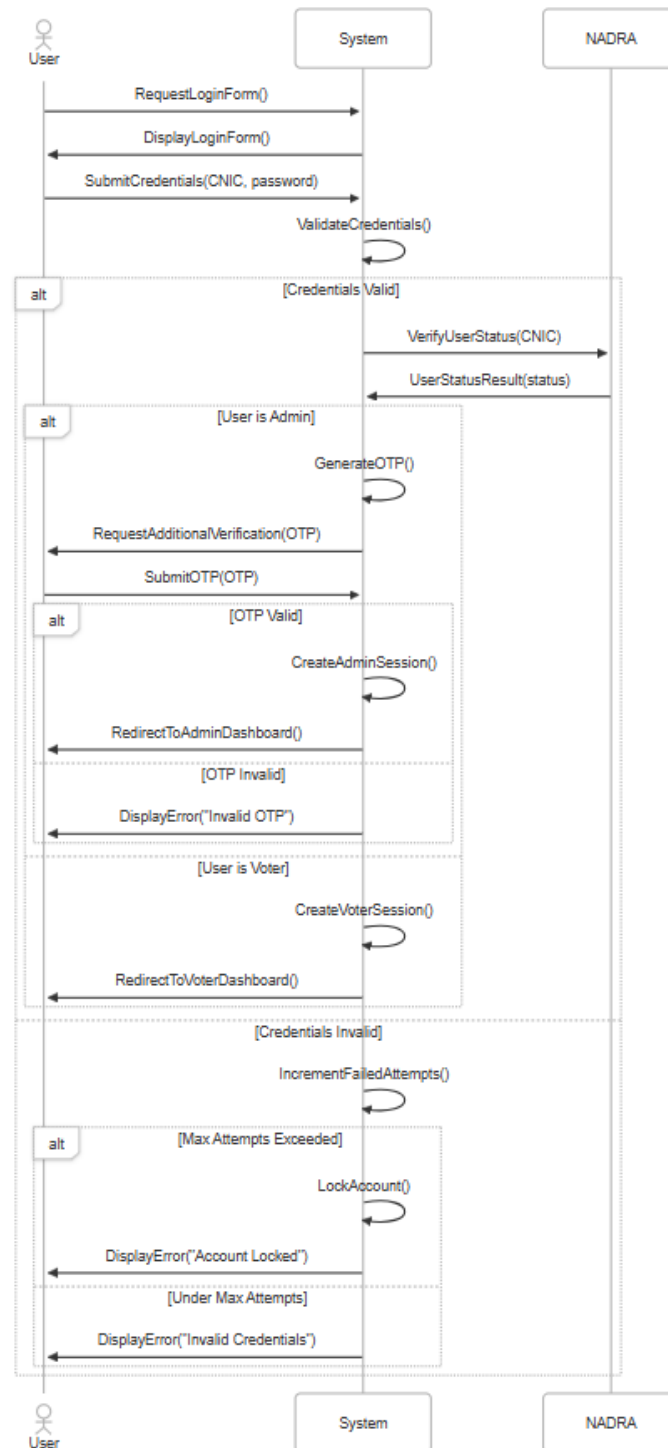 User
System
NADRA
RequestLoginForm()
DisplayLoginForm()
SubmitCredentials(CNIC, password)
ValidateCredentials()
alt
[Credentials Valid]
VerifyUserStatus(CNIC)
UserStatusResult(status)
alt
[User is Admin]
GenerateOTP()
RequestAdditionalVerification(OTP)
SubmitOTP(OTP)
alt
[OTP Valid]
CreateAdminSession()
RedirectToAdminDashboard()
[OTP Invalid]
DisplayError("Invalid OTP")
[User is Voter]
CreateVoterSession()
RedirectToVoterDashboard()
[Credentials Invalid]
IncrementFailedAttempts()
alt
[Max Attempts Exceeded]
LockAccount()
DisplayError("Account Locked")
[Under Max Attempts]
DisplayError("Invalid Credentials")
User
System
NADRA